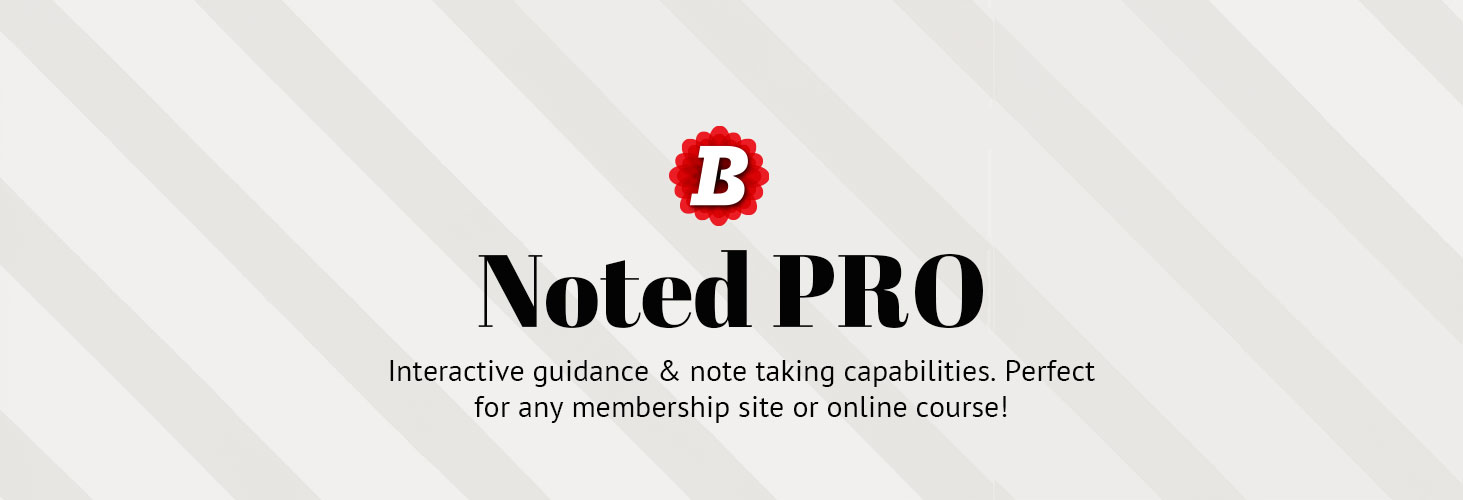 B
Noted PRO
Interactive guidance & note taking capabilities. Perfect
for any membership site or online course!